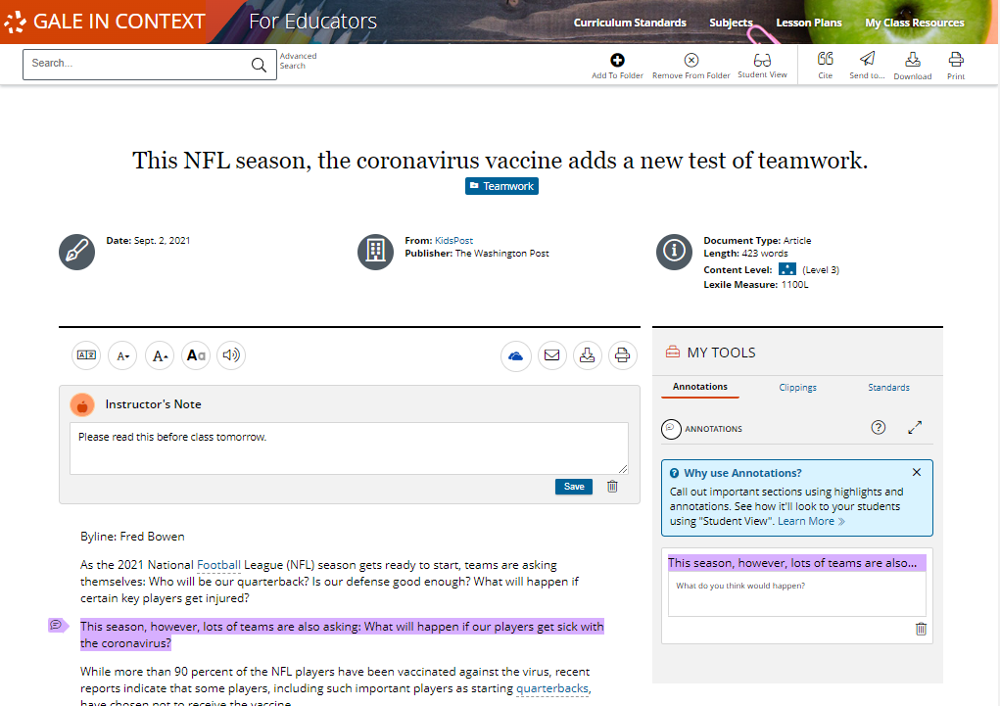 GALE IN CONTEXT For Educators
Curriculum Standards Subjects Lesson Plans My Class Resources
Search... Advanced Search
Add To Folder Remove From Folder Student View Cite Send to... Download Print
This NFL season, the coronavirus vaccine adds a new test of teamwork.
Teamwork
Date: Sept. 2, 2021
From: KidsPost
Publisher: The Washington Post
Document Type: Article
Length: 423 words
Content Level: (Level 3)
Lexile Measure: 1100L
A A- A Aa
Instructor's Note
Please read this before class tomorrow.
Save
Byline: Fred Bowen
As the 2021 National Football League (NFL) season gets ready to start, teams are asking
themselves: Who will be our quarterback? Is our defense good enough? What will happen if
certain key players get injured?
This season, however, lots of teams are also asking: What will happen if our players get sick with
the coronavirus?
While more than 90 percent of the NFL players have been vaccinated against the virus, recent
reports indicate that some players, including such important players as starting quarterbacks,
have chosen not to receive the vaccine.
MY TOOLS
Annotations Clippings Standards
ANNOTATIONS ?
? Why use Annotations?
Call out important sections using highlights and
annotations. See how it'll look to your students
using "Student View". Learn More »
This season, however, lots of teams are also...
What do you think would happen?